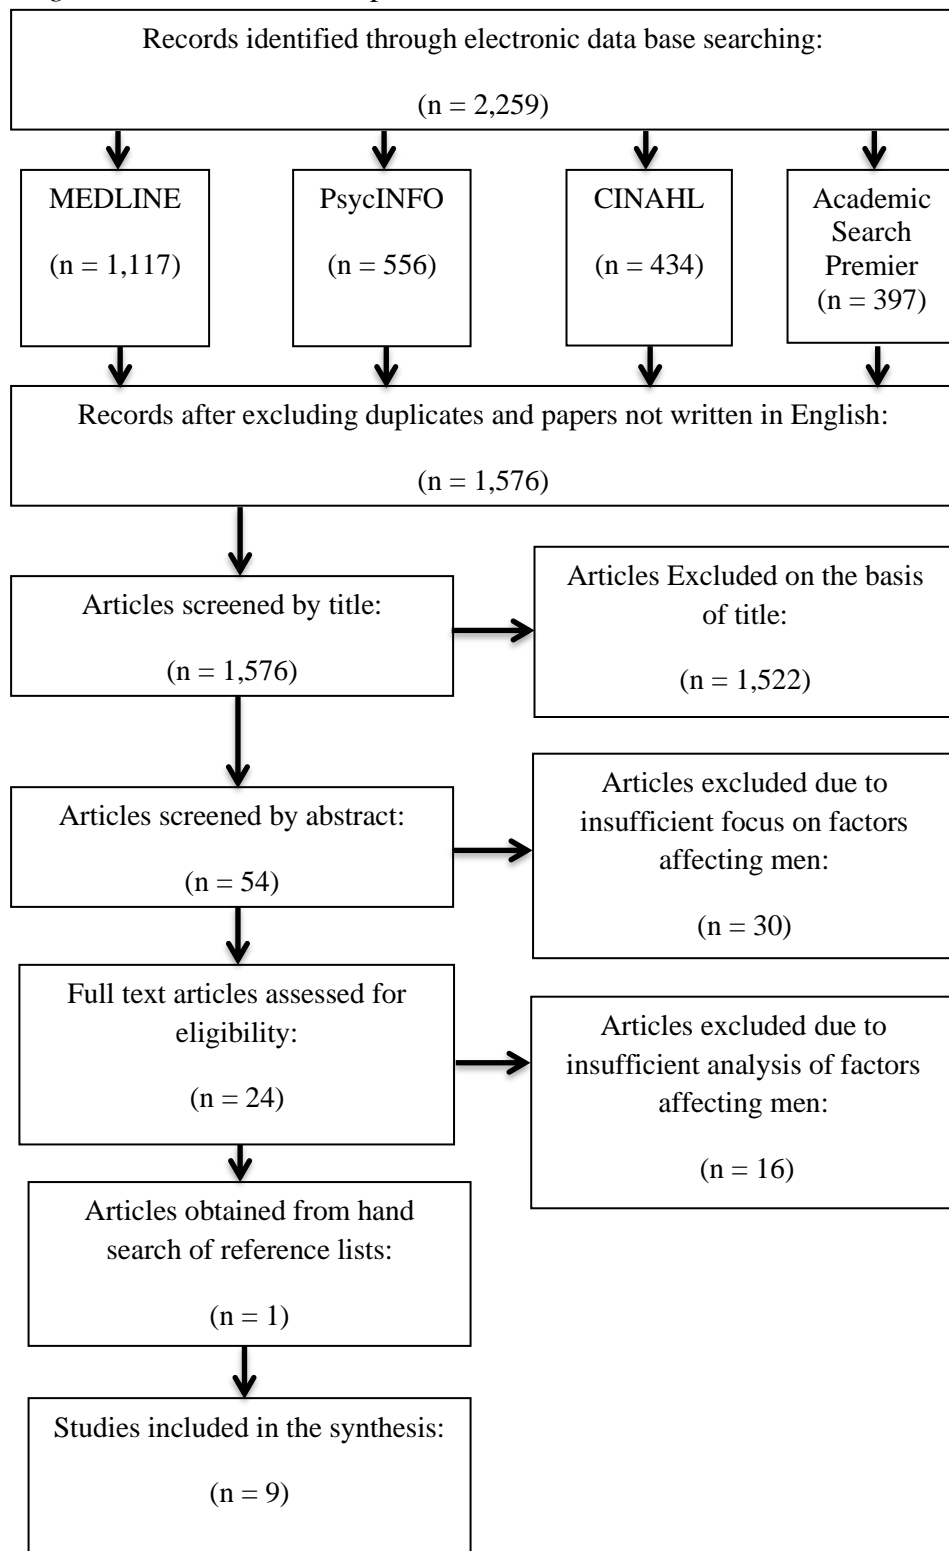 Records identified through electronic data base searching:
(n = 2,259)
MEDLINE
(n = 1,117)
PsycINFO
(n = 556)
CINAHL
(n = 434)
Academic
Search
Premier
(n = 397)
Records after excluding duplicates and papers not written in English:
(n = 1,576)
Articles screened by title:
(n = 1,576)
Articles Excluded on the basis
of title:
(n = 1,522)
Articles screened by abstract:
(n = 54)
Articles excluded due to
insufficient focus on factors
affecting men:
(n = 30)
Full text articles assessed for
eligibility:
(n = 24)
Articles excluded due to
insufficient analysis of factors
affecting men:
(n = 16)
Articles obtained from hand
search of reference lists:
(n = 1)
Studies included in the synthesis:
(n = 9)